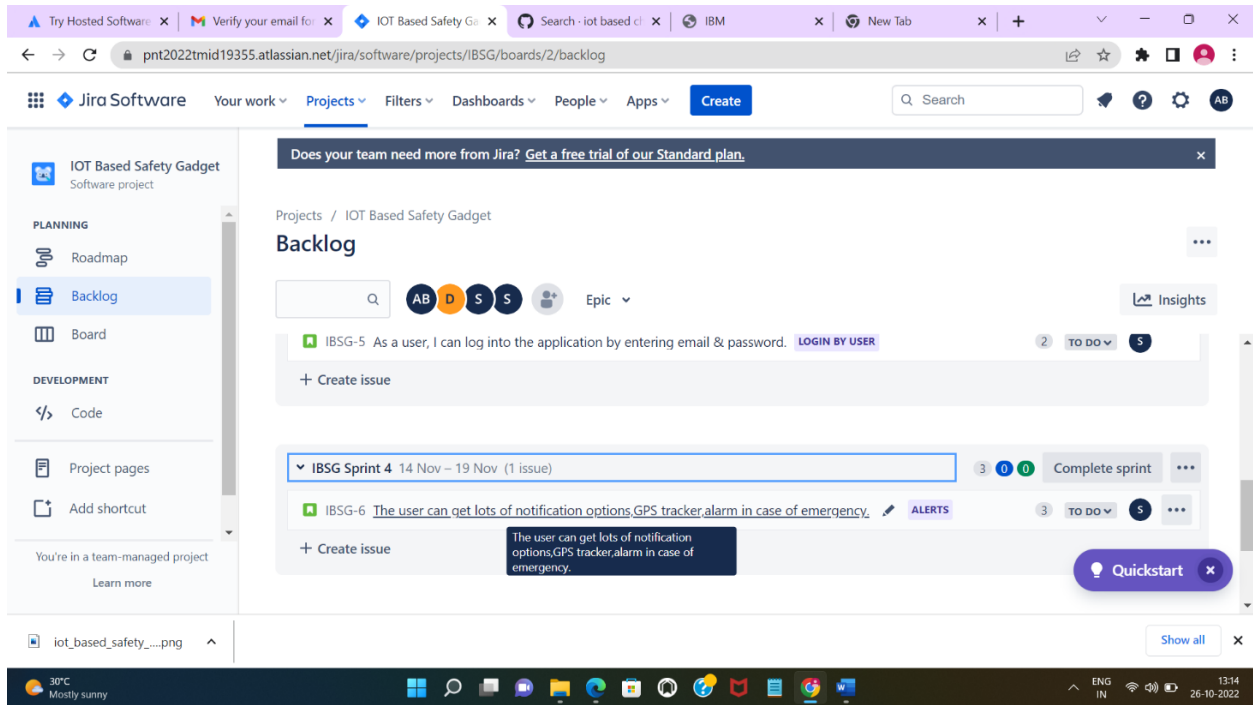 Try Hosted Software
Verify your email for
IOT Based Safety Ga
Search · iot based c
IBM
New Tab
pnt2022tmid19355.atlassian.net/jira/software/projects/IBSG/boards/2/backlog
Jira Software
Your work
Projects
Filters
Dashboards
People
Apps
Create
Search
AB
Does your team need more from Jira? Get a free trial of our Standard plan.
IOT Based Safety Gadget
Software project
PLANNING
Roadmap
Backlog
Board
DEVELOPMENT
Code
Project pages
Add shortcut
You're in a team-managed project
Learn more
Projects / IOT Based Safety Gadget
Backlog
AB D S S
Epic
Insights
IBSG-5 As a user, I can log into the application by entering email & password. LOGIN BY USER 2 TO DO S
+ Create issue
IBSG Sprint 4 14 Nov – 19 Nov (1 issue) 3 0 0 Complete sprint
IBSG-6 The user can get lots of notification options,GPS tracker,alarm in case of emergency. ALERTS 3 TO DO S
The user can get lots of notification
options,GPS tracker,alarm in case of
emergency.
+ Create issue
Quickstart
iot_based_safety_....png
Show all
30°C
Mostly sunny
ENG
IN
13:14
26-10-2022